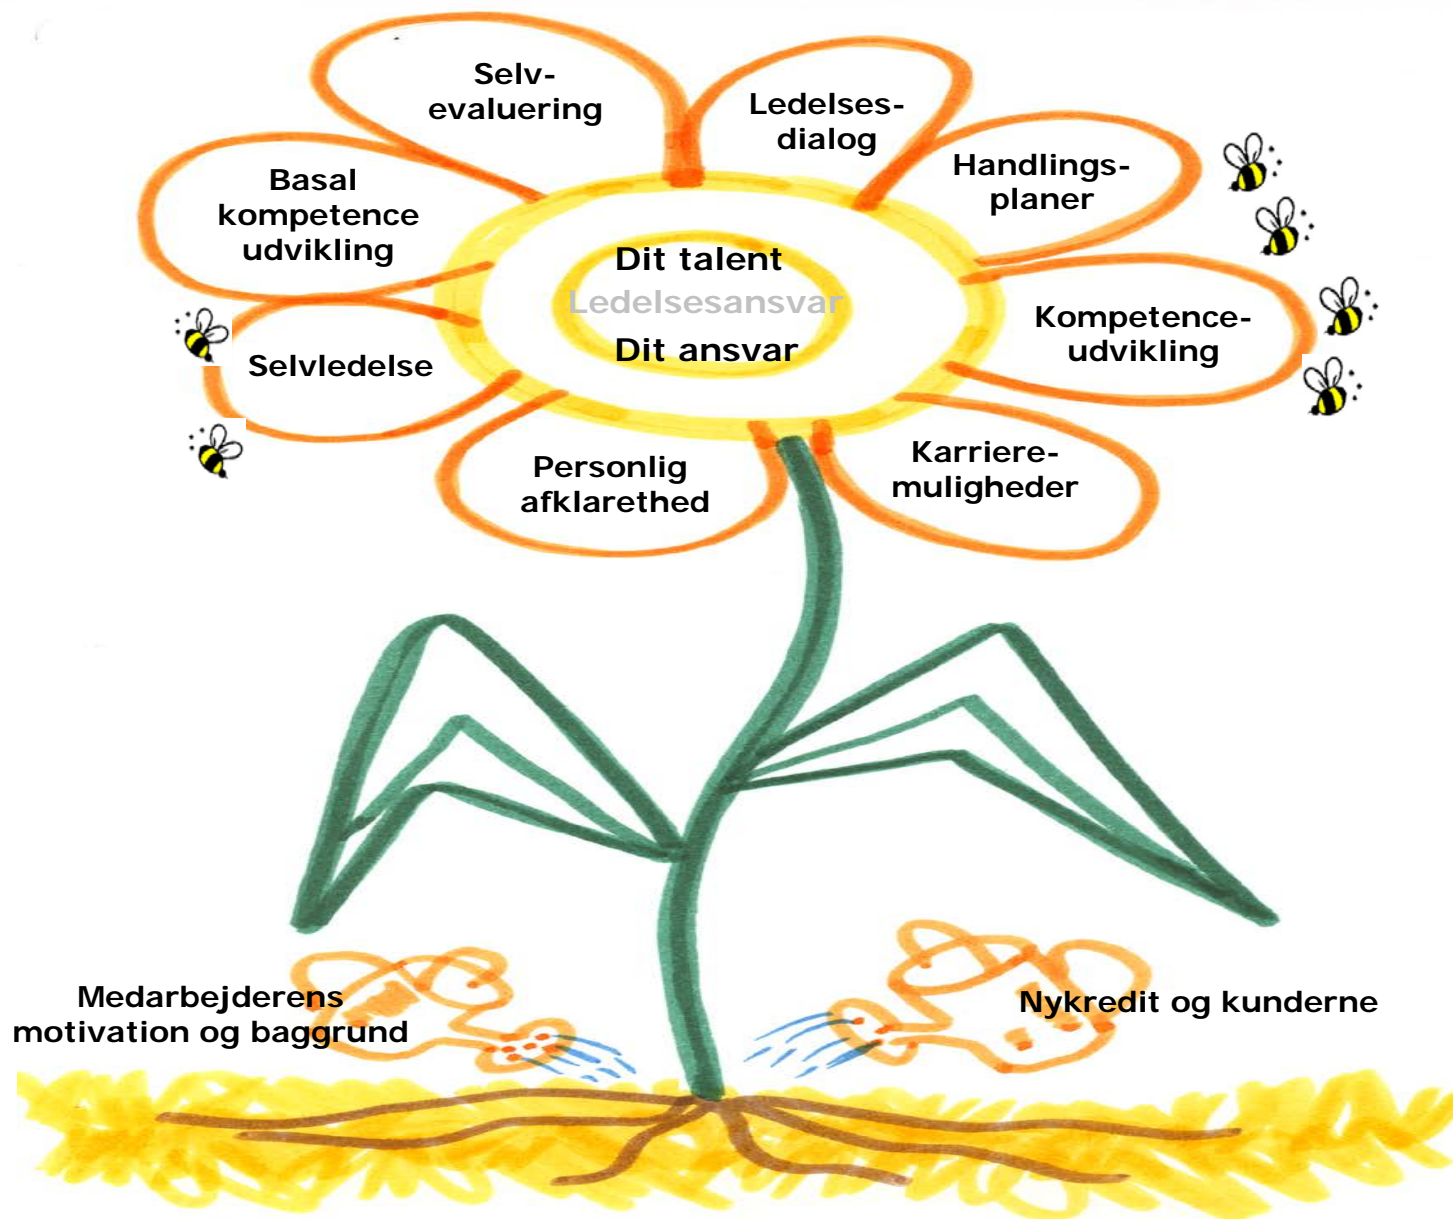 Selv-
evaluering
Ledelses-
dialog
Handlings-
planer
Basal
kompetence
udvikling
Dit talent
Ledelsesansvar
Dit ansvar
Kompetence-
udvikling
Selvledelse
Personlig
afklarethed
Karriere-
muligheder
Medarbejderens
motivation og baggrund
Nykredit og kunderne